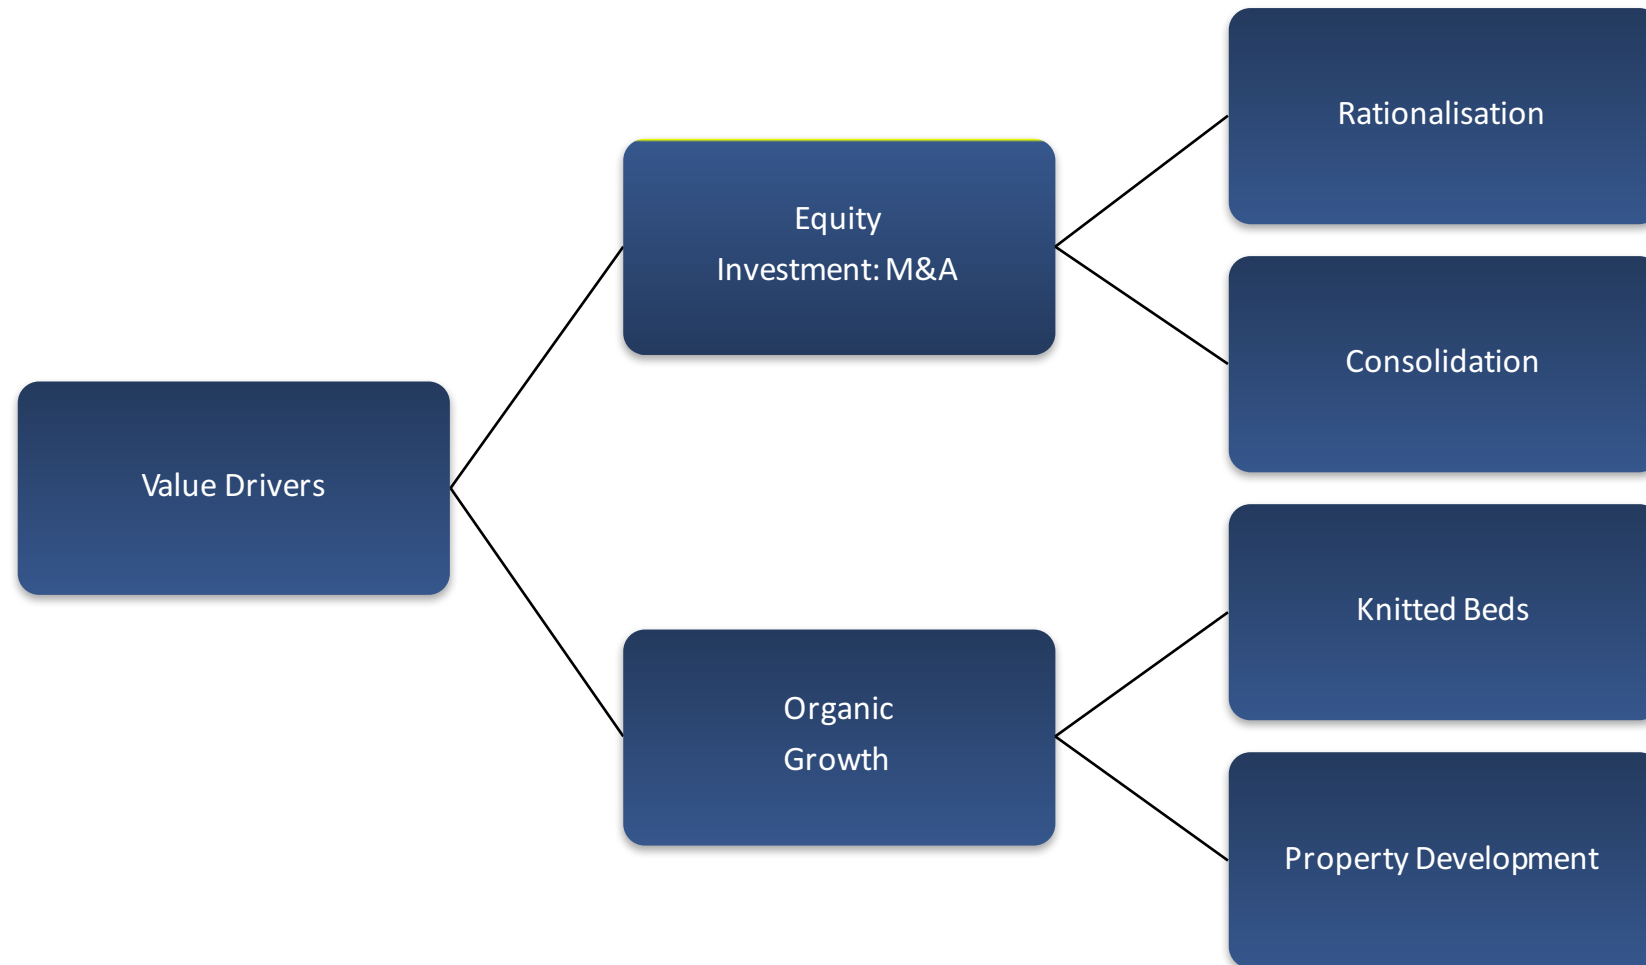 Rationalisation
Equity
Investment: M&A
Consolidation
Value Drivers
Knitted Beds
Organic
Growth
Property Development